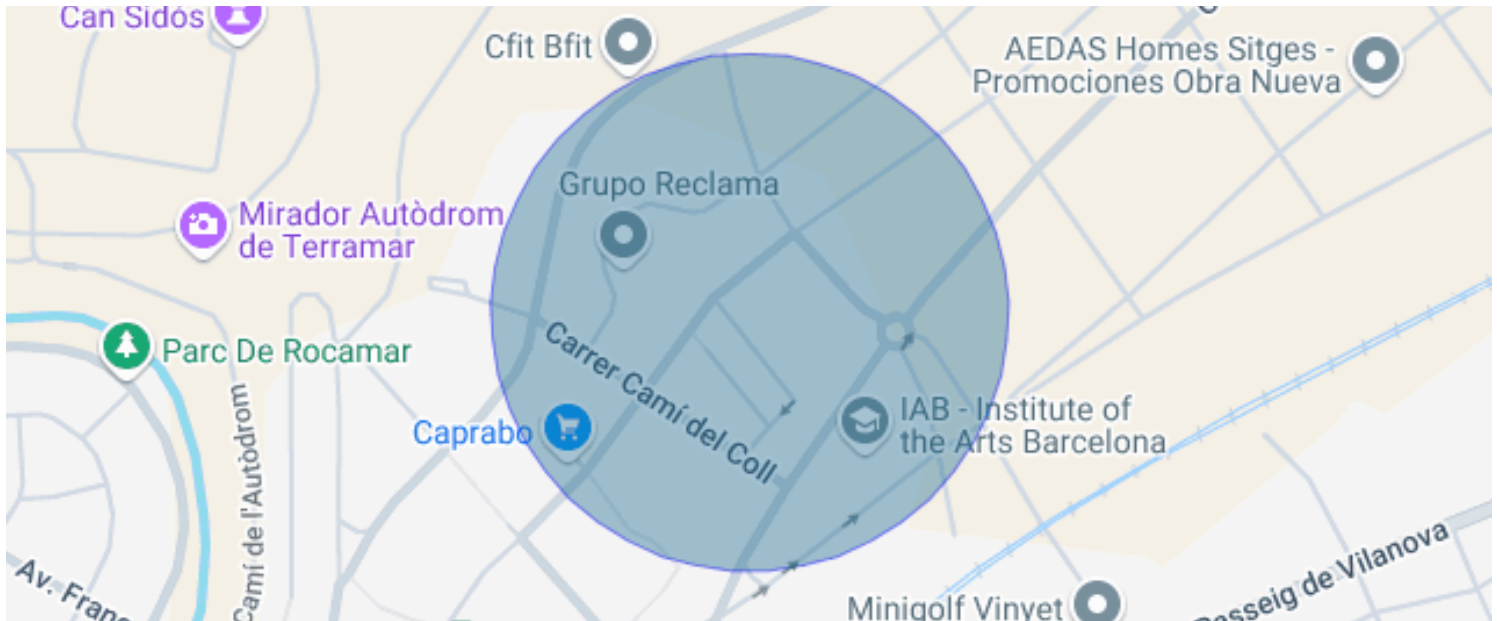 Can Sidós
Cfit Bfit
AEDAS Homes Sitges -
Promociones Obra Nueva
Grupo Reclama
Mirador Autòdrom
de Terramar
Parc De Rocamar
Carrer Camí del Coll
Caprabo
IAB - Institute of
the Arts Barcelona
Camí de l'Autòdrom
Av. Franc
Passeig de Vilanova
Minigolf Vinyet